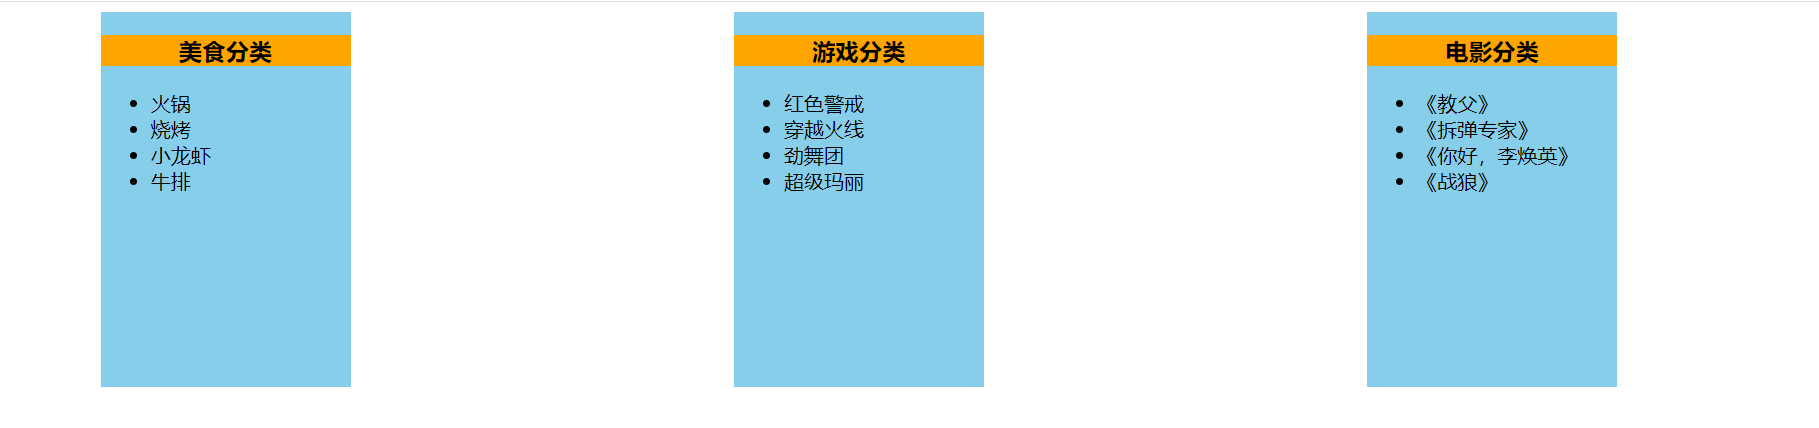 美食分类
火锅
烧烤
小龙虾
牛排
游戏分类
红色警戒
穿越火线
劲舞团
超级玛丽
电影分类
《教父》
《拆弹专家》
《你好，李焕英》
《战狼》